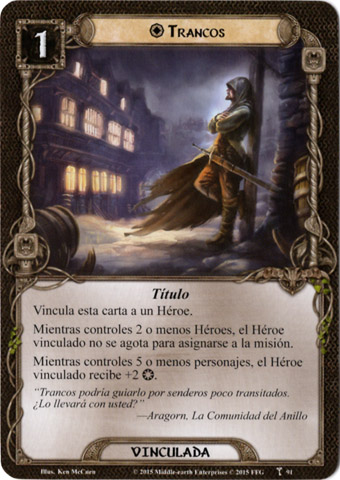 1
Trancos
Título
Vincula esta carta a un Héroe.
Mientras controles 2 o menos Héroes, el Héroe
vinculado no se agota para asignarse a la misión.
Mientras controles 5 o menos personajes, el Héroe
vinculado recibe +2
“Trancos podría guiarlo por senderos poco transitados.
¿Lo llevará con usted?”
—Aragorn, La Comunidad del Anillo
VINCULADA
Illus. Ken McCuen © 2015 Middle-earth Enterprises © 2015 FFG 91